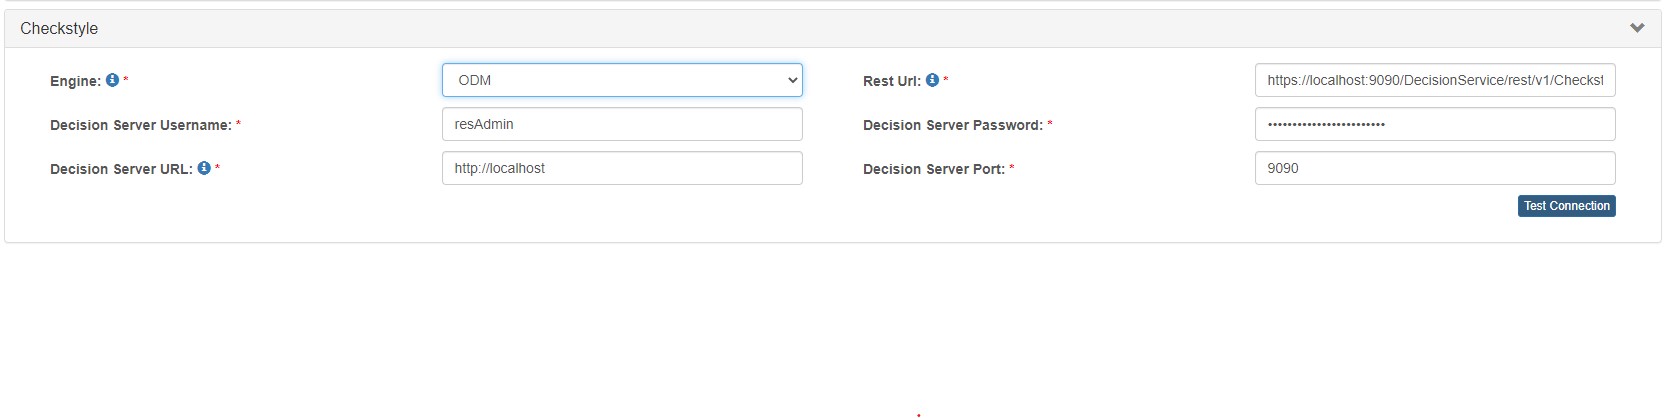 Checkstyle
Engine: * ODM Rest Url: * https://localhost:9090/DecisionService/rest/v1/Checkst
Decision Server Username: * resAdmin Decision Server Password: * ••••••••••••••••••••••••
Decision Server URL: * http://localhost Decision Server Port: * 9090
Test Connection